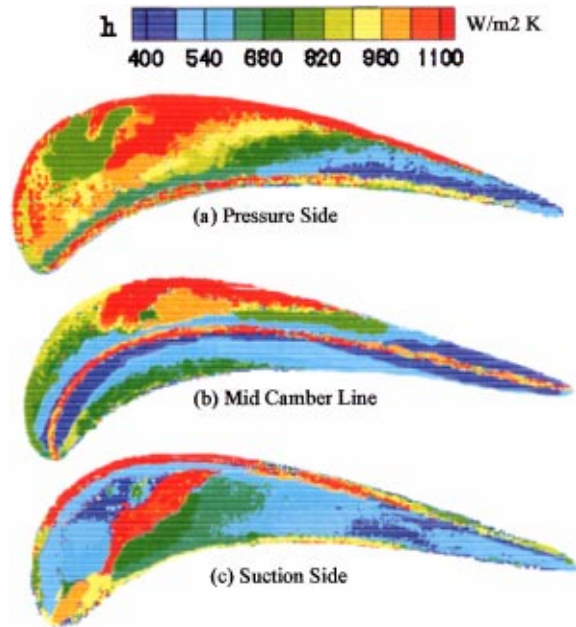 h W/m2 K
400 540 680 820 960 1100
(a) Pressure Side
(b) Mid Camber Line
(c) Suction Side